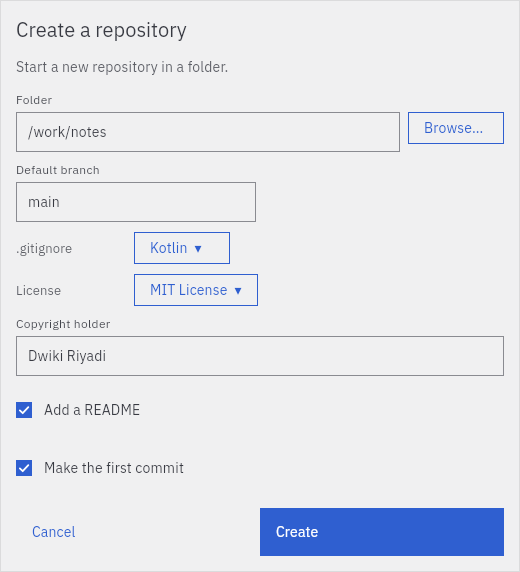 Create a repository
Start a new repository in a folder.
Folder
/work/notes
Browse...
Default branch
main
.gitignore
Kotlin ▾
License
MIT License ▾
Copyright holder
Dwiki Riyadi
Add a README
Make the first commit
Cancel
Create